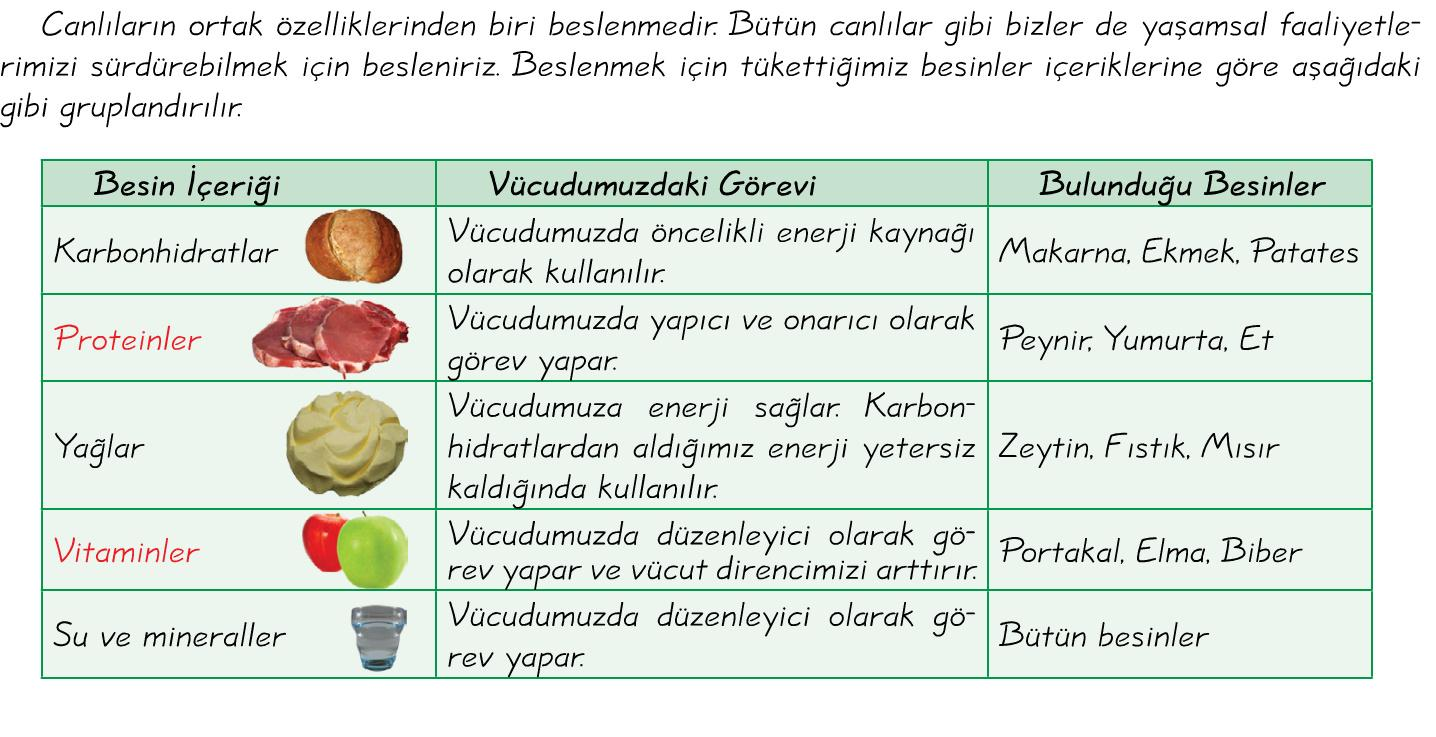 Canlıların ortak özelliklerinden biri beslenmedir. Bütün canlılar gibi bizler de yaşamsal faaliyetle-
rimizi sürdürebilmek için besleniriz. Beslenmek için tükettiğimiz besinler içeriklerine göre aşağıdaki
gibi gruplandırılır.
Besin İçeriği Vücudumuzdaki Görevi Bulunduğu Besinler
Karbonhidratlar
Vücudumuzda öncelikli enerji kaynağı
olarak kullanılır.
Makarna, Ekmek, Patates
Proteinler
Vücudumuzda yapıcı ve onarıcı olarak
görev yapar.
Peynir, Yumurta, Et
Yağlar
Vücudumuza enerji sağlar. Karbon-
hidratlardan aldığımız enerji yetersiz
kaldığında kullanılır.
Zeytin, Fıstık, Mısır
Vitaminler
Vücudumuzda düzenleyici olarak gö-
rev yapar ve vücut direncimizi arttırır.
Portakal, Elma, Biber
Su ve mineraller
Vücudumuzda düzenleyici olarak gö-
rev yapar.
Bütün besinler